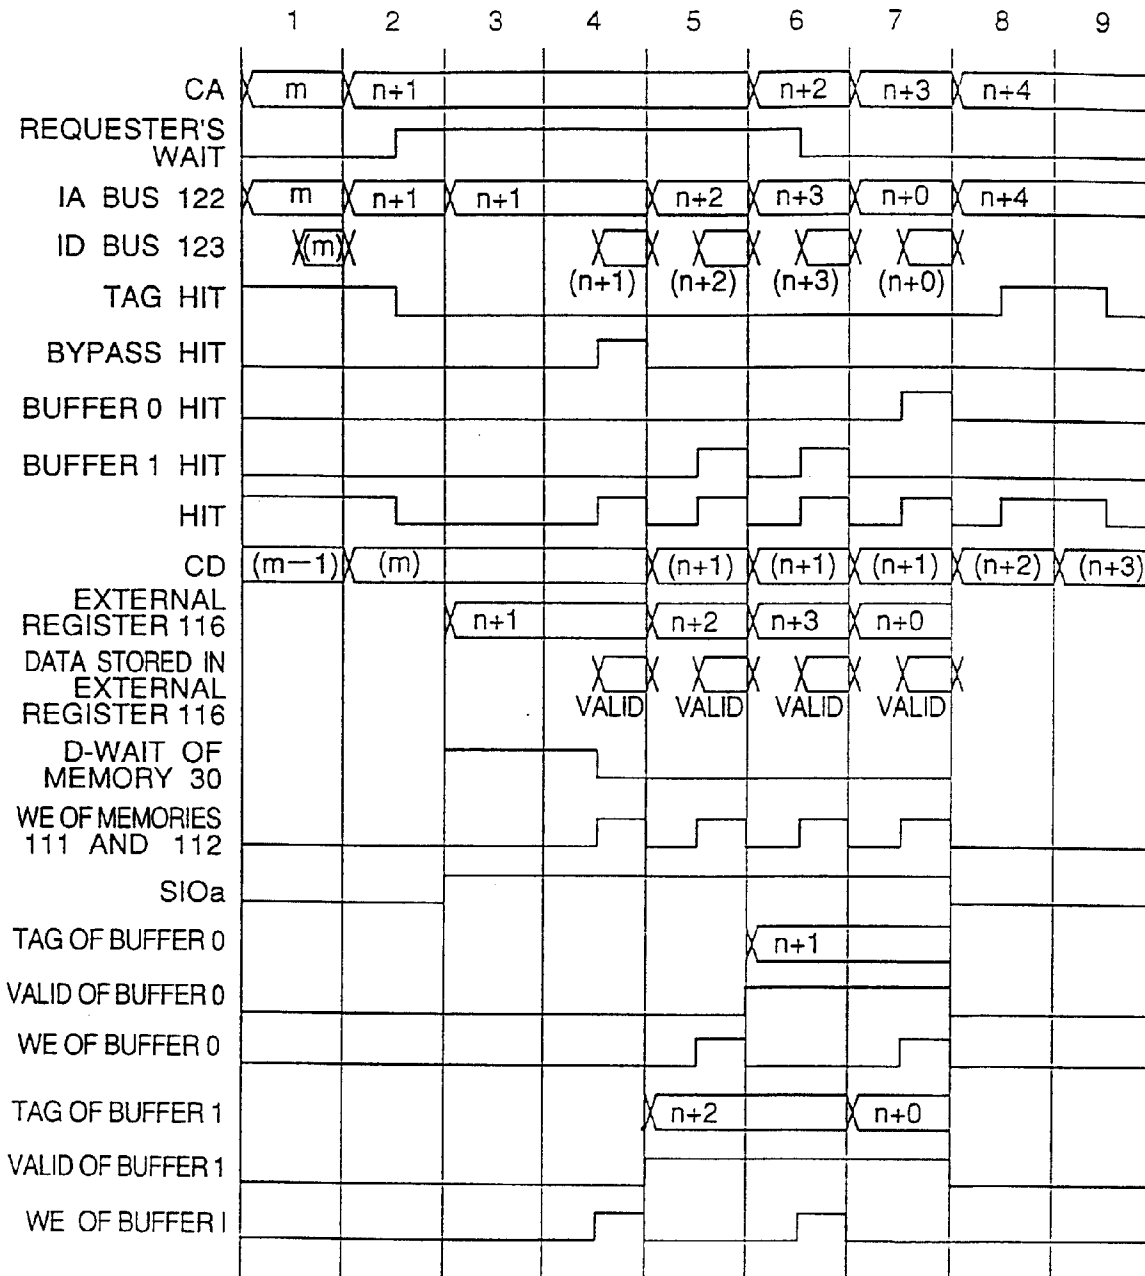 1 2 3 4 5 6 7 8 9
CA m n+1 n+2 n+3 n+4
REQUESTER'S
WAIT
IA BUS 122 m n+1 n+1 n+2 n+3 n+0 n+4
ID BUS 123 (m)
(n+1) (n+2) (n+3) (n+0)
TAG HIT
BYPASS HIT
BUFFER 0 HIT
BUFFER 1 HIT
HIT
CD (m-1) (m) (n+1) (n+1) (n+1) (n+2) (n+3)
EXTERNAL
REGISTER 116 n+1 n+2 n+3 n+0
DATA STORED IN
EXTERNAL
REGISTER 116 VALID VALID VALID VALID
D-WAIT OF
MEMORY 30
WE OF MEMORIES
111 AND 112
SIOa
TAG OF BUFFER 0 n+1
VALID OF BUFFER 0
WE OF BUFFER 0
TAG OF BUFFER 1 n+2 n+0
VALID OF BUFFER 1
WE OF BUFFER I